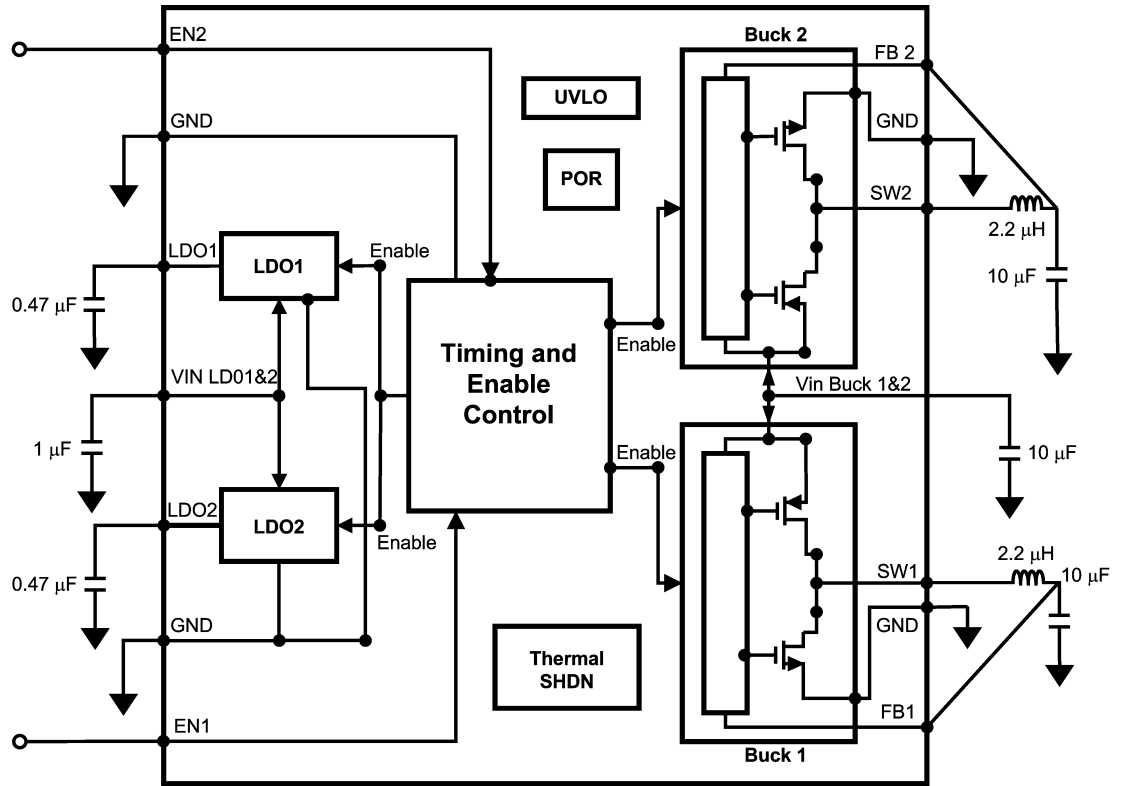 EN2
GND
LDO1
0.47 μF
VIN LD01&2
1 μF
LDO2
0.47 μF
GND
EN1
LDO1
Enable
LDO2
Enable
UVLO
POR
Timing and
Enable
Control
Enable
Enable
Thermal
SHDN
Buck 2
FB 2
GND
SW2
2.2 μH
10 μF
Vin Buck 1&2
10 μF
2.2 μH
SW1
10 μF
GND
FB1
Buck 1